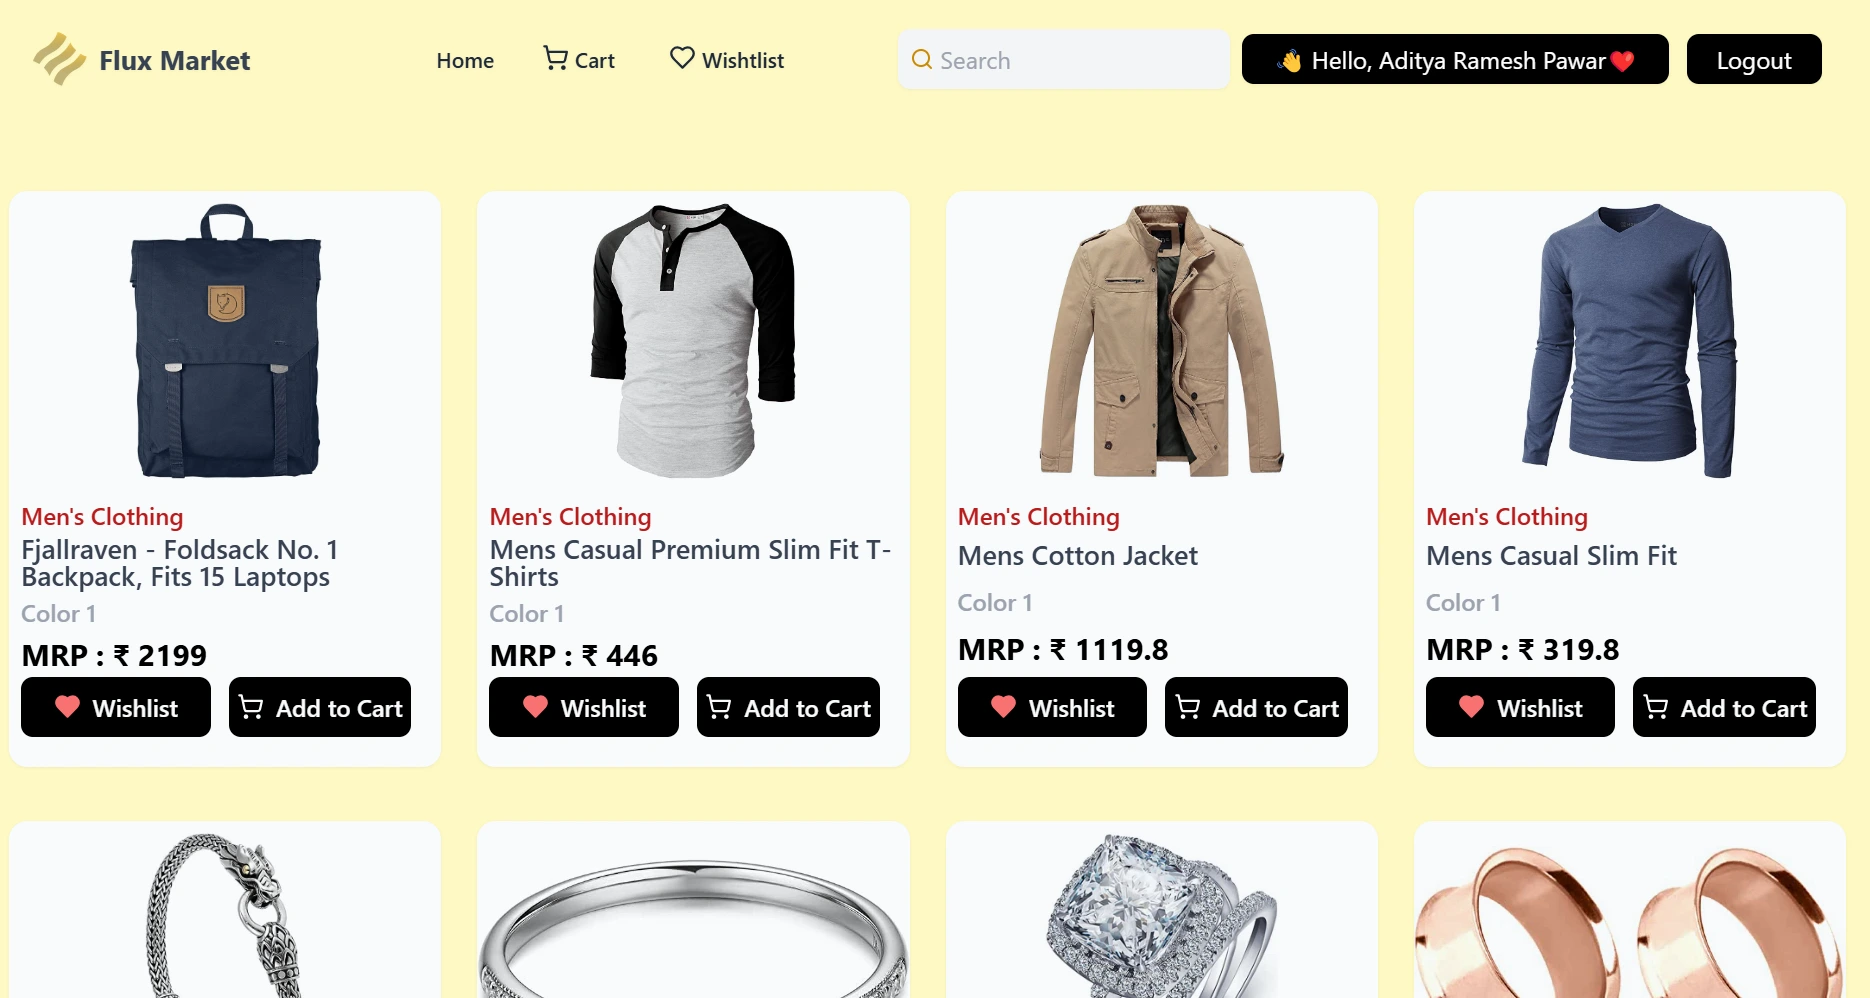 Flux Market
Home
Cart
Wishtlist
Search
👋 Hello, Aditya Ramesh Pawar❤️
Logout
Men's Clothing
Fjallraven - Foldsack No. 1
Backpack, Fits 15 Laptops
Color 1
MRP : ₹ 2199
Wishlist
Add to Cart
Men's Clothing
Mens Casual Premium Slim Fit T-
Shirts
Color 1
MRP : ₹ 446
Wishlist
Add to Cart
Men's Clothing
Mens Cotton Jacket
Color 1
MRP : ₹ 1119.8
Wishlist
Add to Cart
Men's Clothing
Mens Casual Slim Fit
Color 1
MRP : ₹ 319.8
Wishlist
Add to Cart